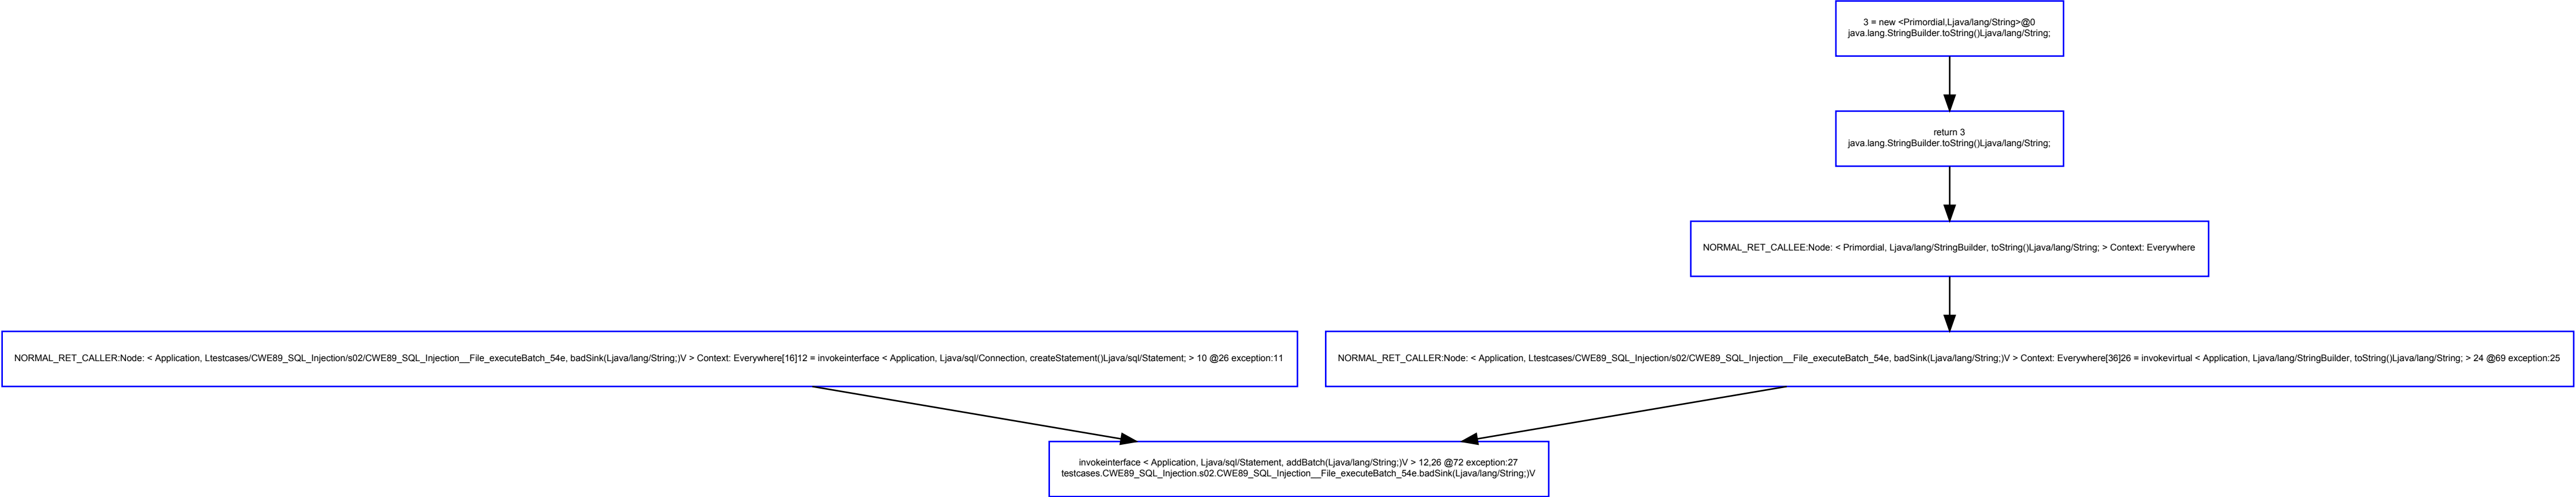 3 = new <Primordial,Ljava/lang/String>@0
java.lang.StringBuilder.toString()Ljava/lang/String;
return 3
java.lang.StringBuilder.toString()Ljava/lang/String;
NORMAL_RET_CALLEE:Node: < Primordial, Ljava/lang/StringBuilder, toString()Ljava/lang/String; > Context: Everywhere
NORMAL_RET_CALLER:Node: < Application, Ltestcases/CWE89_SQL_Injection/s02/CWE89_SQL_Injection__File_executeBatch_54e, badSink(Ljava/lang/String;)V > Context: Everywhere[16]12 = invokeinterface < Application, Ljava/sql/Connection, createStatement()Ljava/sql/Statement; > 10 @26 exception:11
NORMAL_RET_CALLER:Node: < Application, Ltestcases/CWE89_SQL_Injection/s02/CWE89_SQL_Injection__File_executeBatch_54e, badSink(Ljava/lang/String;)V > Context: Everywhere[36]26 = invokevirtual < Application, Ljava/lang/StringBuilder, toString()Ljava/lang/String; > 24 @69 exception:25
invokeinterface < Application, Ljava/sql/Statement, addBatch(Ljava/lang/String;)V > 12,26 @72 exception:27
testcases.CWE89_SQL_Injection.s02.CWE89_SQL_Injection__File_executeBatch_54e.badSink(Ljava/lang/String;)V